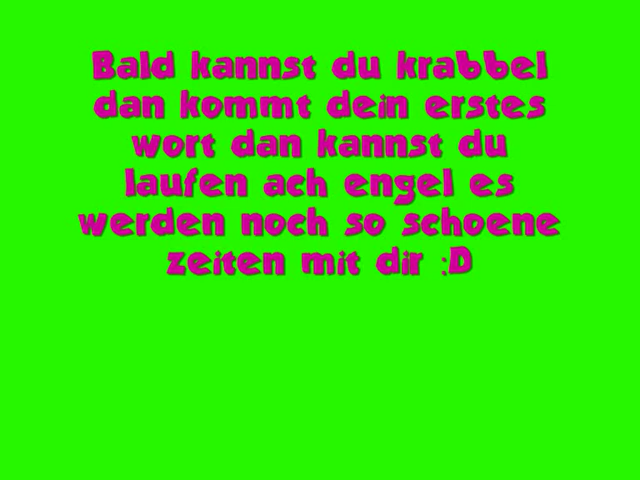 Bald kannst du krabbel
dan kommt dein erstes
wort dan kannst du
laufen ach engel es
werden noch so schoene
zeiten mit dir :D